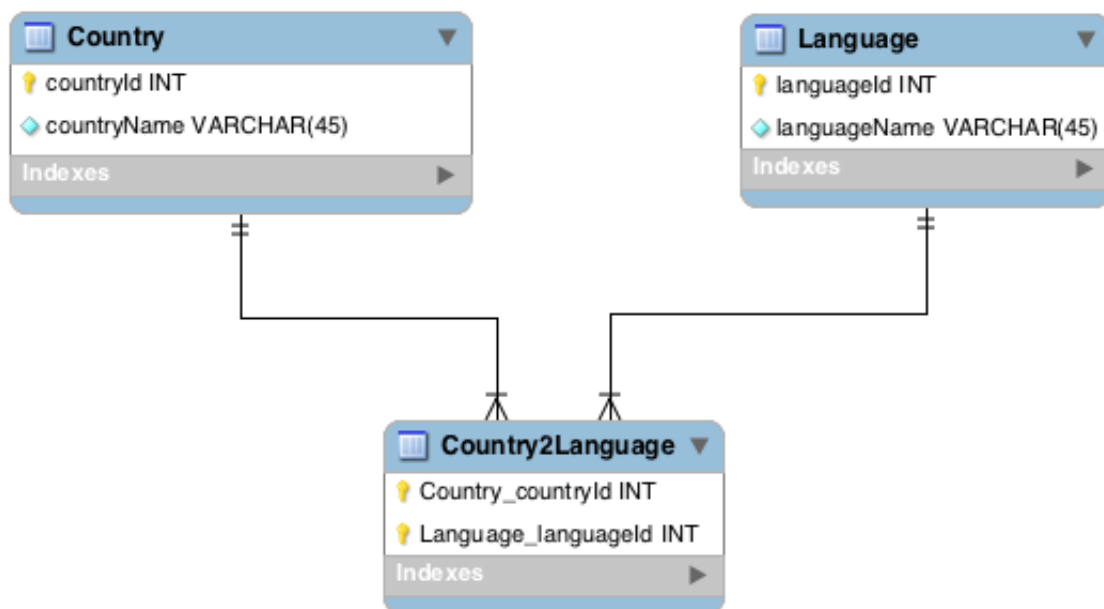 Country
countryId INT
countryName VARCHAR(45)
Indexes
Language
languageId INT
languageName VARCHAR(45)
Indexes
Country2Language
Country_countryId INT
Language_languageId INT
Indexes